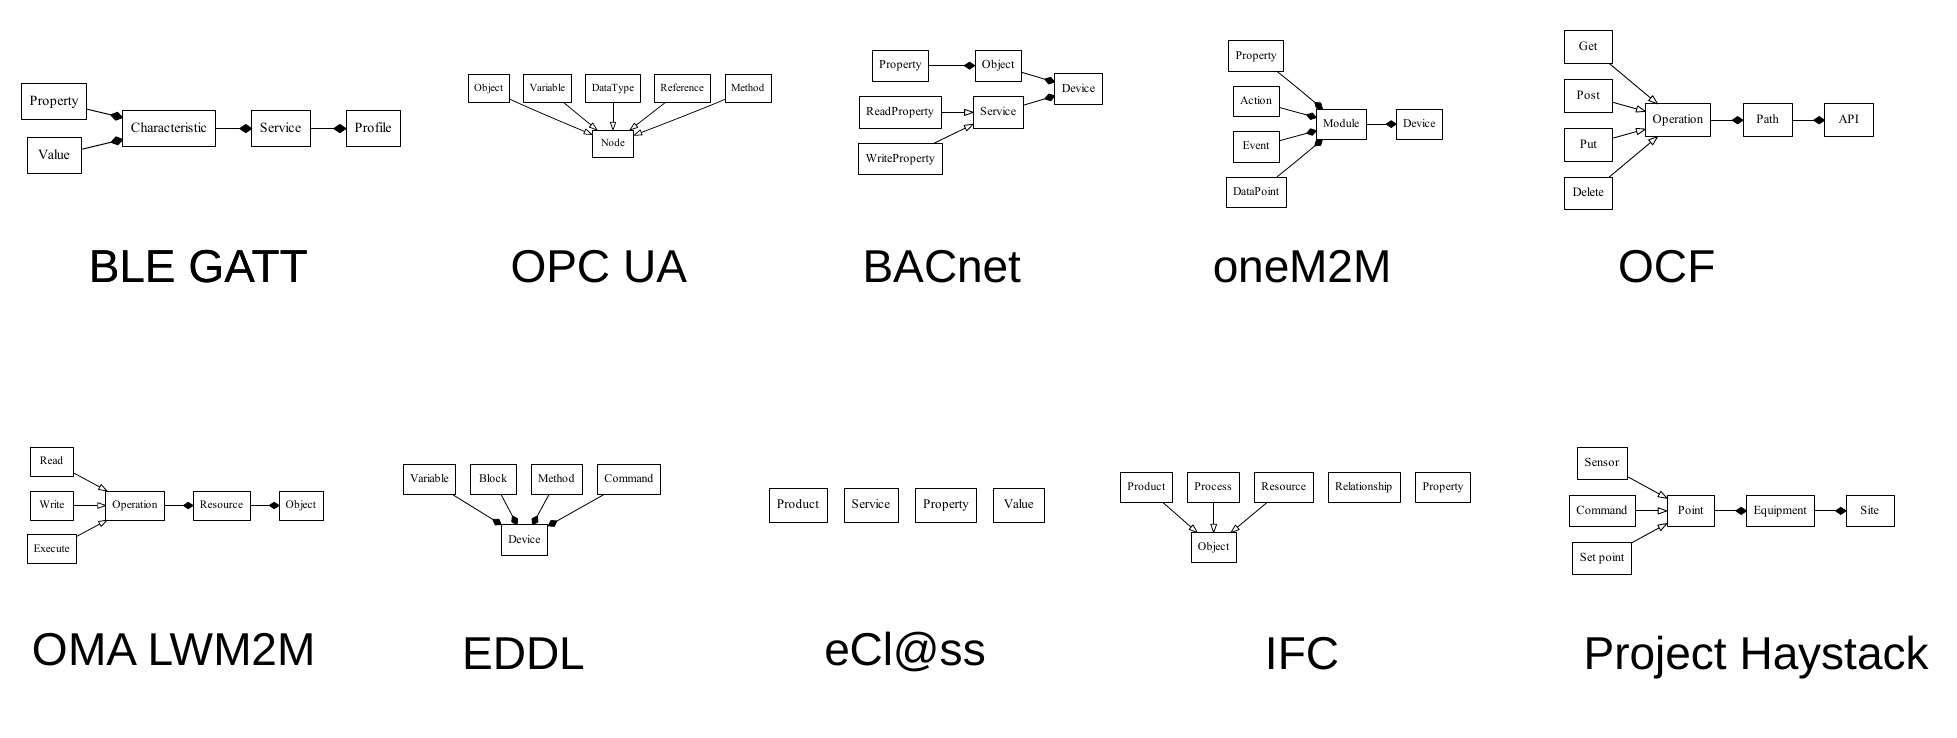 Property
Value
Characteristic
Service
Profile
BLE GATT
Object
Variable
DataType
Reference
Method
Node
OPC UA
Property
Object
Device
ReadProperty
Service
WriteProperty
BACnet
Property
Action
Event
DataPoint
Module
Device
oneM2M
Get
Post
Put
Delete
Operation
Path
API
OCF
Read
Write
Execute
Operation
Resource
Object
OMA LWM2M
Variable
Block
Method
Command
Device
EDDL
Product
Service
Property
Value
eCl@ss
Product
Process
Resource
Relationship
Property
Object
IFC
Sensor
Command
Set point
Point
Equipment
Site
Project Haystack